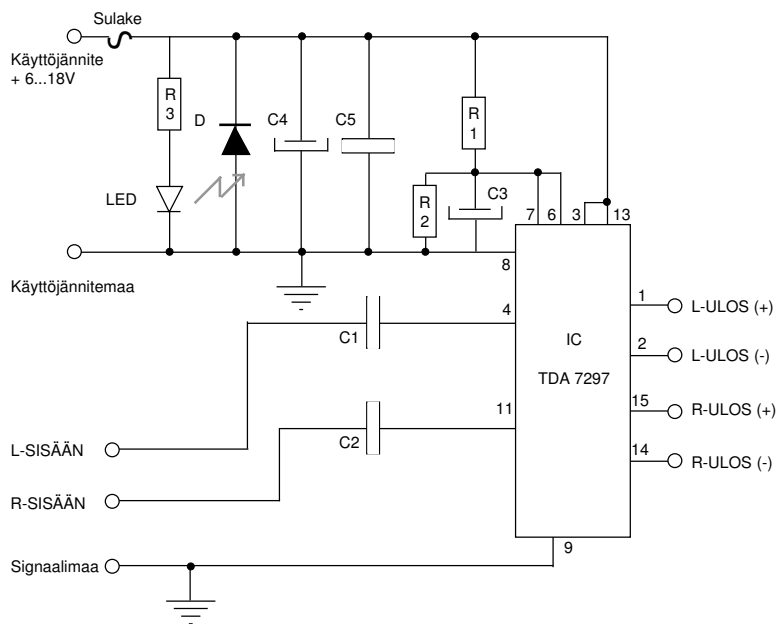 Sulake
Käyttöjännite
+ 6...18V
R
3
D
C4
C5
R
1
LED
R
2
C3
7
6
3
13
Käyttöjännitemaa
8
4
1
L-ULOS (+)
C1
IC
2
L-ULOS (-)
TDA 7297
11
15
R-ULOS (+)
C2
L-SISÄÄN
14
R-ULOS (-)
R-SISÄÄN
9
Signaalimaa